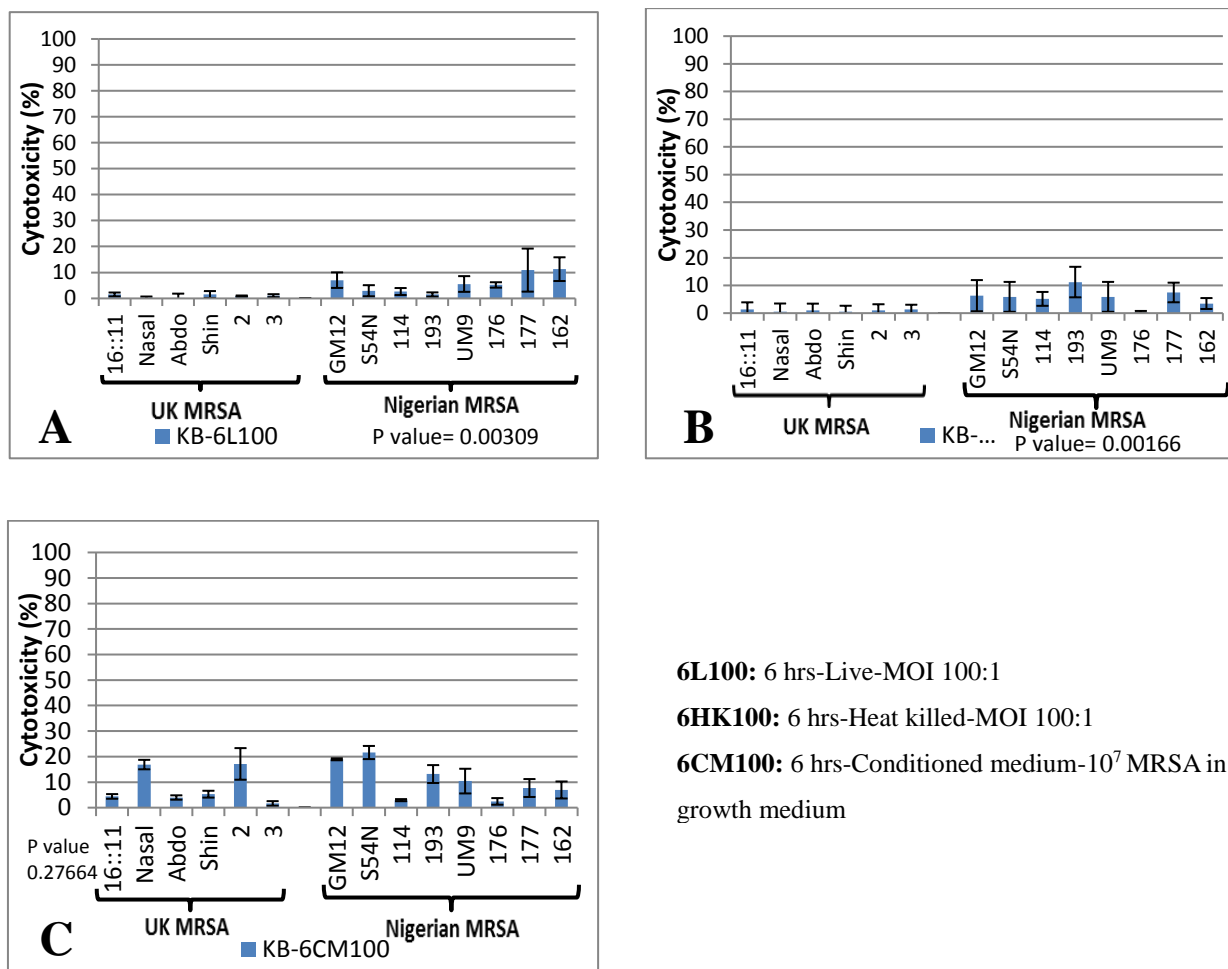 100
90
80
70
60
50
40
30
20
10
0
Cytotoxicity (%)
16::11
Nasal
Abdo
Shin
2
3
GM12
S54N
114
193
UM9
176
177
162
UK MRSA
Nigerian MRSA
A
KB-6L100
P value= 0.00309
100
90
80
70
60
50
40
30
20
10
0
Cytotoxicity (%)
16::11
Nasal
Abdo
Shin
2
3
GM12
S54N
114
193
UM9
176
177
162
UK MRSA
Nigerian MRSA
B
KB-...
P value= 0.00166
100
90
80
70
60
50
40
30
20
10
0
Cytotoxicity (%)
P value
0.27664
16::11
Nasal
Abdo
Shin
2
3
GM12
S54N
114
193
UM9
176
177
162
UK MRSA
Nigerian MRSA
C
KB-6CM100
6L100: 6 hrs-Live-MOI 100:1
6HK100: 6 hrs-Heat killed-MOI 100:1
6CM100: 6 hrs-Conditioned medium-10⁷ MRSA in
growth medium